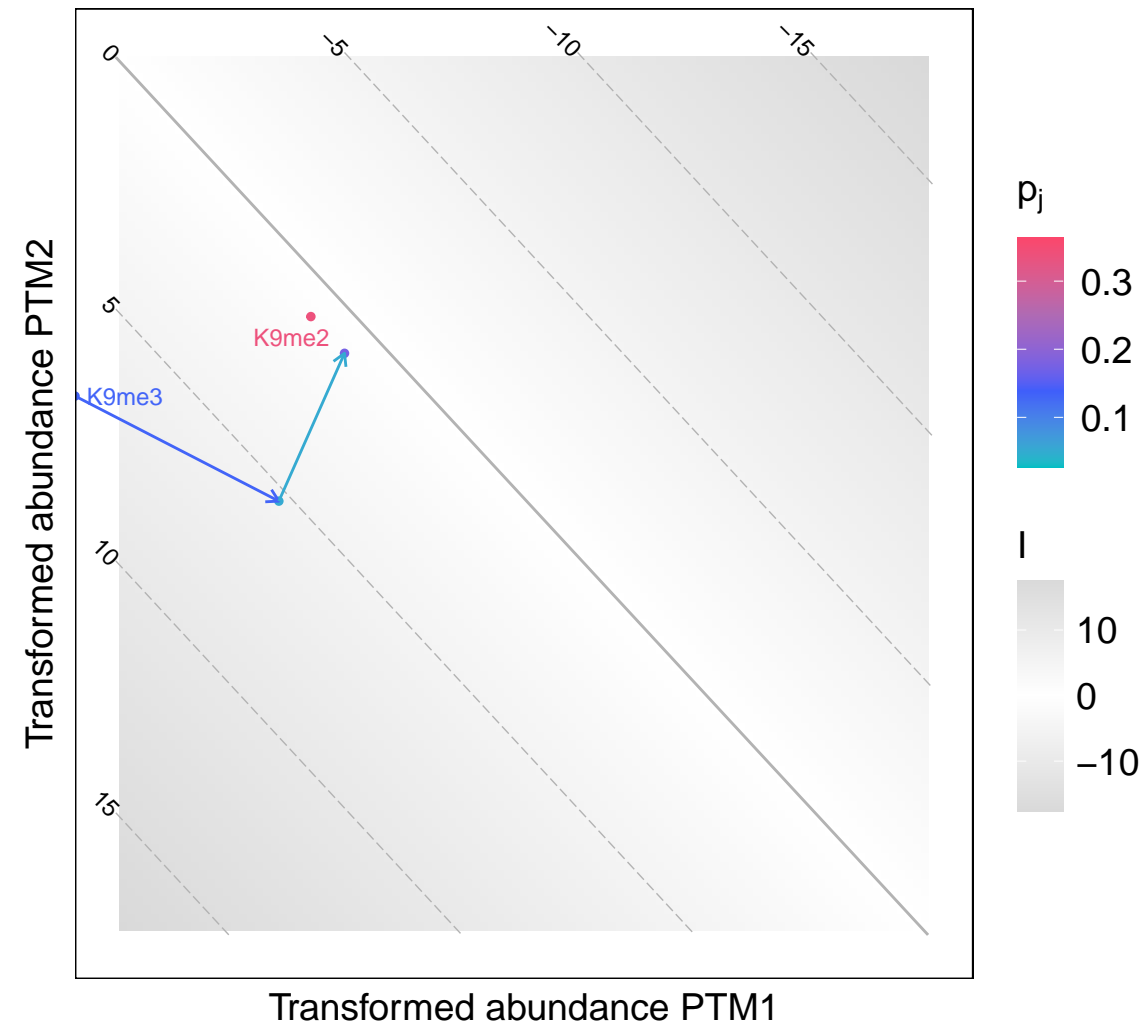 0
−5
−10
−15
5
10
15
K9me2
K9me3
Transformed abundance PTM2
Transformed abundance PTM1
pj
0.3
0.2
0.1
I
10
0
−10